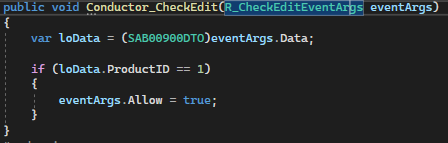 public void Conductor_CheckEdit(R_CheckEditEventArgs eventArgs)
{
var loData = (SAB00900DTO)eventArgs.Data;
if (loData.ProductID == 1)
{
eventArgs.Allow = true;
}
}